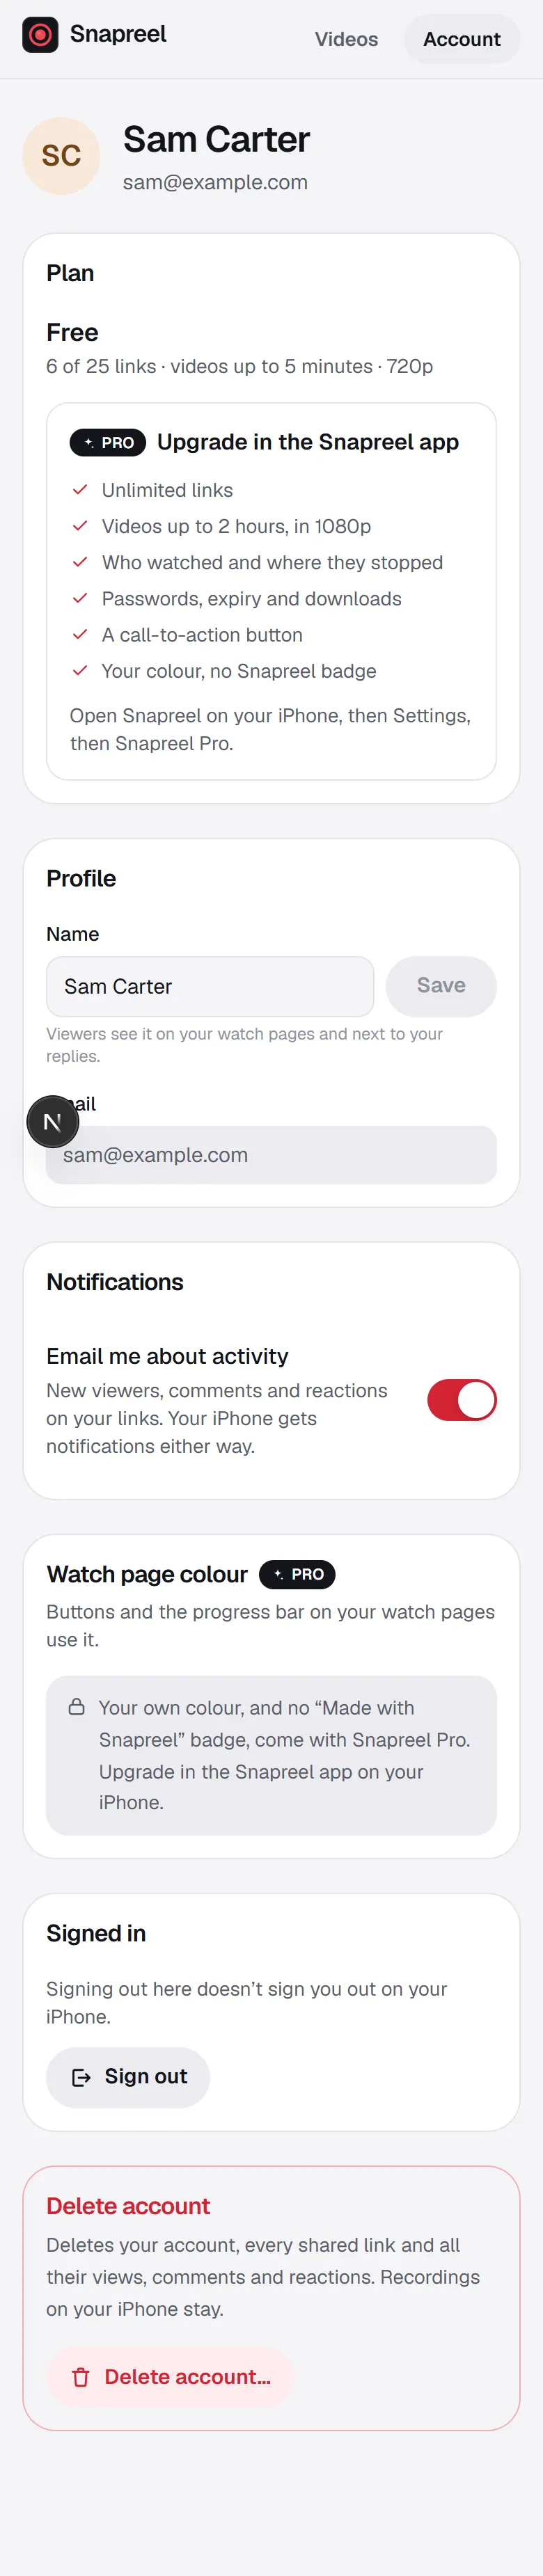 Snapreel
Videos
Account
SC
Sam Carter
sam@example.com
Plan
Free
6 of 25 links · videos up to 5 minutes · 720p
PRO Upgrade in the Snapreel app
Unlimited links
Videos up to 2 hours, in 1080p
Who watched and where they stopped
Passwords, expiry and downloads
A call-to-action button
Your colour, no Snapreel badge
Open Snapreel on your iPhone, then Settings,
then Snapreel Pro.
Profile
Name
Sam Carter
Save
Viewers see it on your watch pages and next to your
replies.
ail
N
sam@example.com
Notifications
Email me about activity
New viewers, comments and reactions
on your links. Your iPhone gets
notifications either way.
Watch page colour PRO
Buttons and the progress bar on your watch pages
use it.
Your own colour, and no “Made with
Snapreel” badge, come with Snapreel Pro.
Upgrade in the Snapreel app on your
iPhone.
Signed in
Signing out here doesn’t sign you out on your
iPhone.
Sign out
Delete account
Deletes your account, every shared link and all
their views, comments and reactions. Recordings
on your iPhone stay.
Delete account…